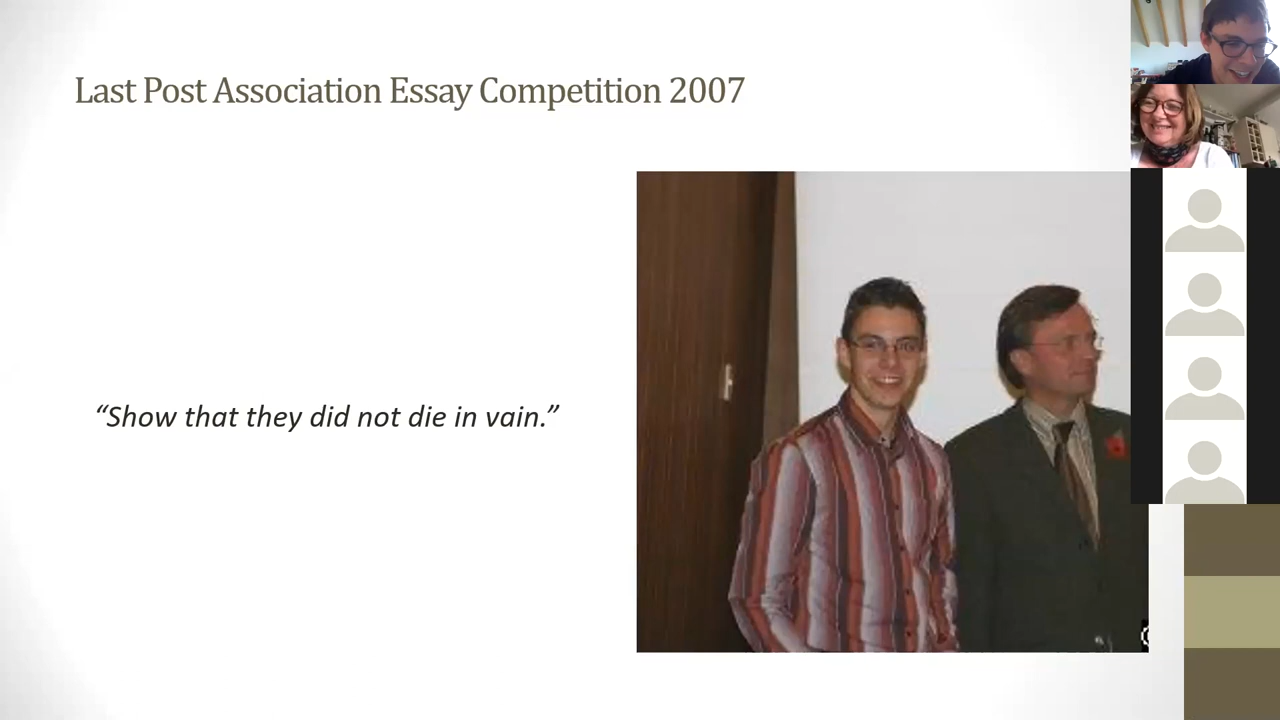 Last Post Association Essay Competition 2007
“Show that they did not die in vain.”